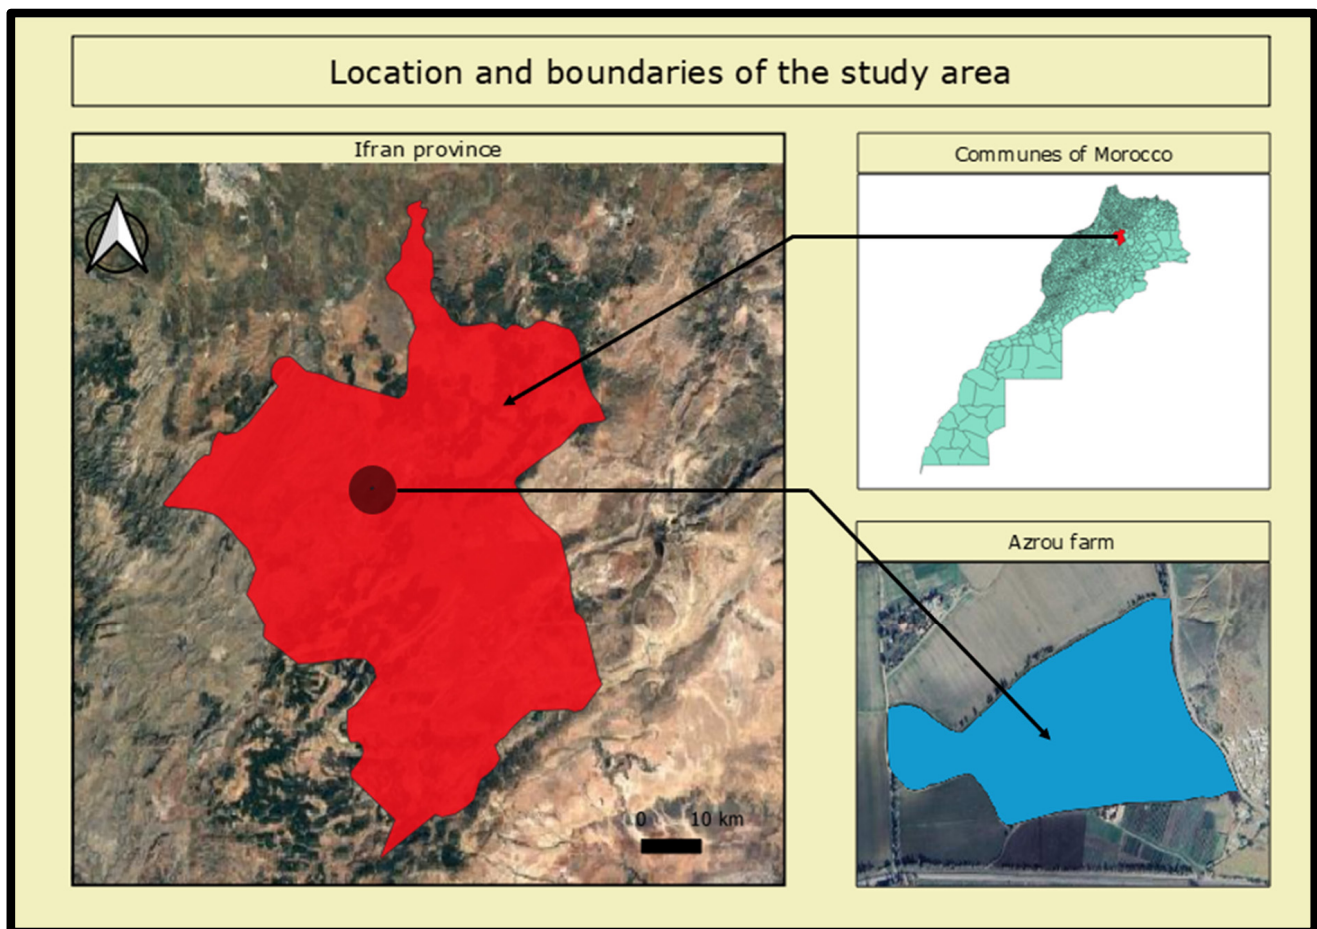 Location and boundaries of the study area
Ifran province
Communes of Morocco
Azrou farm
0 10 km